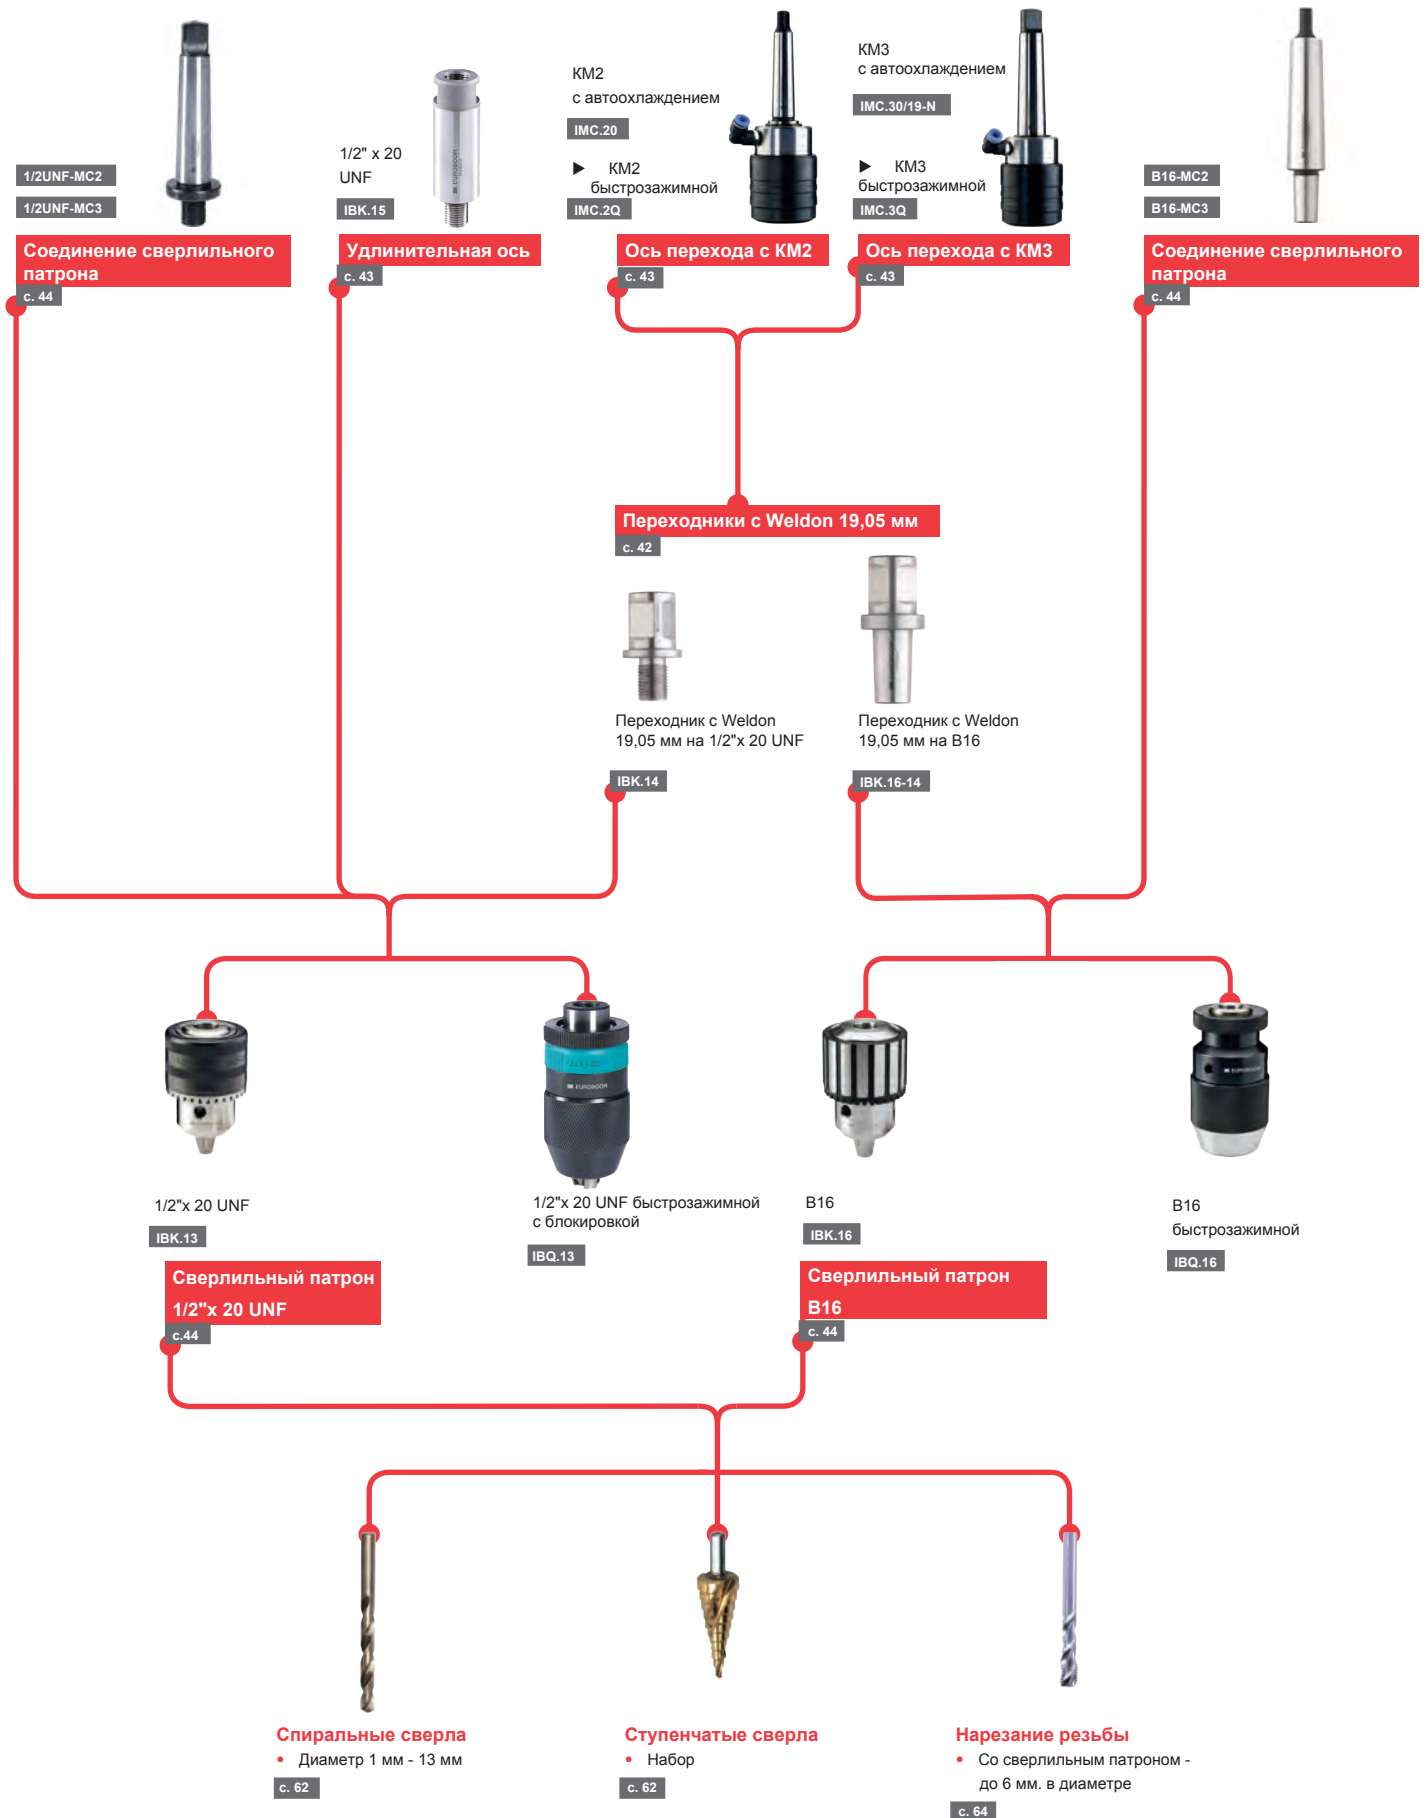 1/2UNF-MC2
1/2UNF-MC3
Соединение сверлильного
патрона
с. 44
1/2" x 20
UNF
IBK.15
EUROBOOR
Удлинительная ось
с. 43
КМ2
с автоохлаждением
IMC.20
▶ КМ2
быстрозажимной
IMC.2Q
Ось перехода с КМ2
с. 43
КМ3
с автоохлаждением
IMC.30/19-N
▶ КМ3
быстрозажимной
IMC.3Q
Ось перехода с КМ3
с. 43
B16-MC2
B16-MC3
Соединение сверлильного
патрона
с. 44
Переходники с Weldon 19,05 мм
с. 42
Переходник с Weldon
19,05 мм на 1/2"x 20 UNF
IBK.14
Переходник с Weldon
19,05 мм на B16
IBK.16-14
1/2"x 20 UNF
IBK.13
EUROBOOR
1/2"x 20 UNF быстрозажимной
с блокировкой
IBQ.13
B16
IBK.16
EUROBOOR
B16
быстрозажимной
IBQ.16
Сверлильный патрон
1/2"x 20 UNF
с.44
Сверлильный патрон
B16
с. 44
Спиральные сверла
• Диаметр 1 мм - 13 мм
с. 62
Ступенчатые сверла
• Набор
с. 62
Нарезание резьбы
• Со сверлильным патроном -
до 6 мм. в диаметре
с. 64